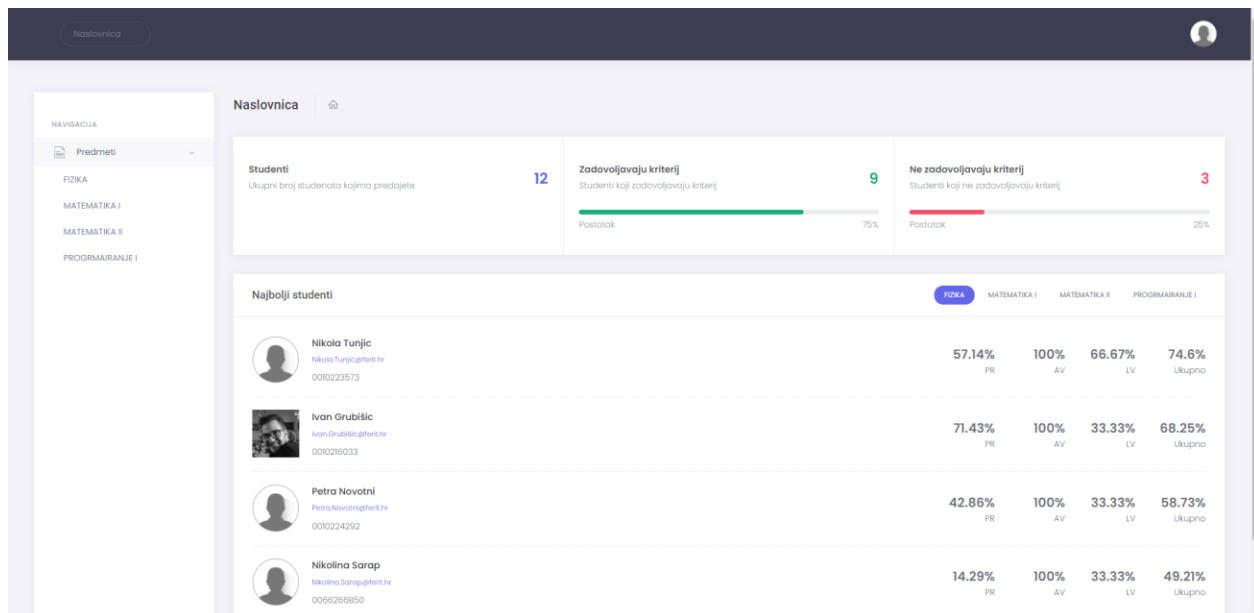 Naslovnica
NAVIGACIJA
Predmeti
FIZIKA
MATEMATIKA I
MATEMATIKA II
PROGRMAIRANJE I
Naslovnica
Studenti
Ukupni broj studenata kojima predajete
12
Zadovoljavaju kriterij
Studenti koji zadovoljavaju kriterij
9
Postotak 75%
Ne zadovoljavaju kriterij
Studenti koji ne zadovoljavaju kriterij
3
Postotak 25%
Najbolji studenti
FIZIKA MATEMATIKA I MATEMATIKA II PROGRMAIRANJE I
Nikola Tunjic
Nikola.Tunjic@ferit.hr
0010223573
57.14% 100% 66.67% 74.6%
PR AV LV Ukupno
Ivan Grubišic
Ivan.Grubišic@ferit.hr
0010216033
71.43% 100% 33.33% 68.25%
PR AV LV Ukupno
Petra Novotni
Petra.Novotni@ferit.hr
0010224292
42.86% 100% 33.33% 58.73%
PR AV LV Ukupno
Nikolina Sarap
Nikolina.Sarap@ferit.hr
0066266850
14.29% 100% 33.33% 49.21%
PR AV LV Ukupno